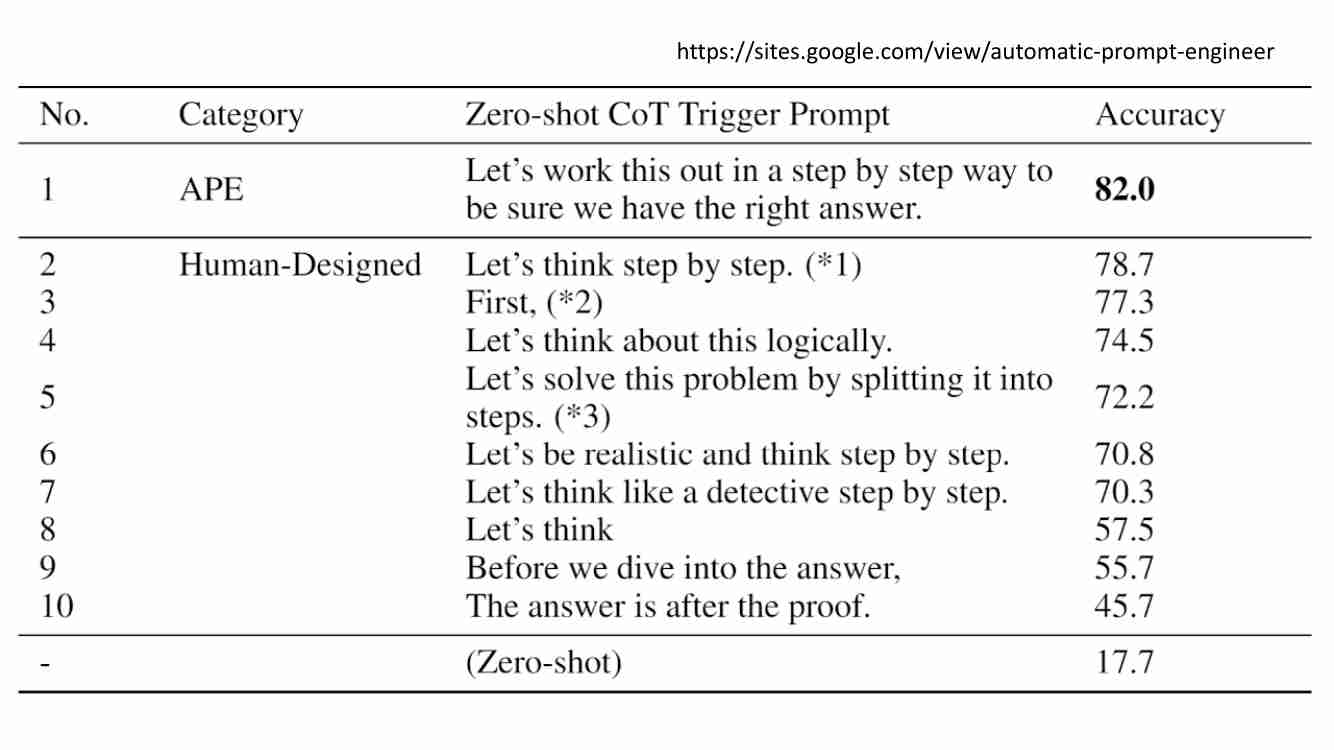 https://sites.google.com/view/automatic-prompt-engineer
No. Category Zero-shot CoT Trigger Prompt Accuracy
1 APE Let’s work this out in a step by step way to be sure we have the right answer. 82.0
2 Human-Designed Let’s think step by step. (*1) 78.7
3 First, (*2) 77.3
4 Let’s think about this logically. 74.5
5 Let’s solve this problem by splitting it into steps. (*3) 72.2
6 Let’s be realistic and think step by step. 70.8
7 Let’s think like a detective step by step. 70.3
8 Let’s think 57.5
9 Before we dive into the answer, 55.7
10 The answer is after the proof. 45.7
- (Zero-shot) 17.7